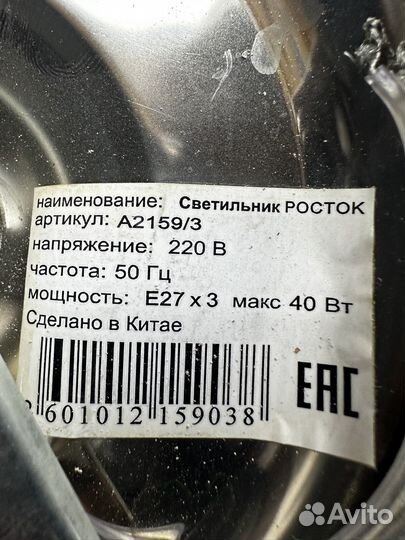 наименование: Светильник РОСТОК
артикул: A2159/3
напряжение: 220 В
частота: 50 Гц
мощность: E27 x 3 макс 40 Вт
Сделано в Китае
EAC
601012 159038
Avito